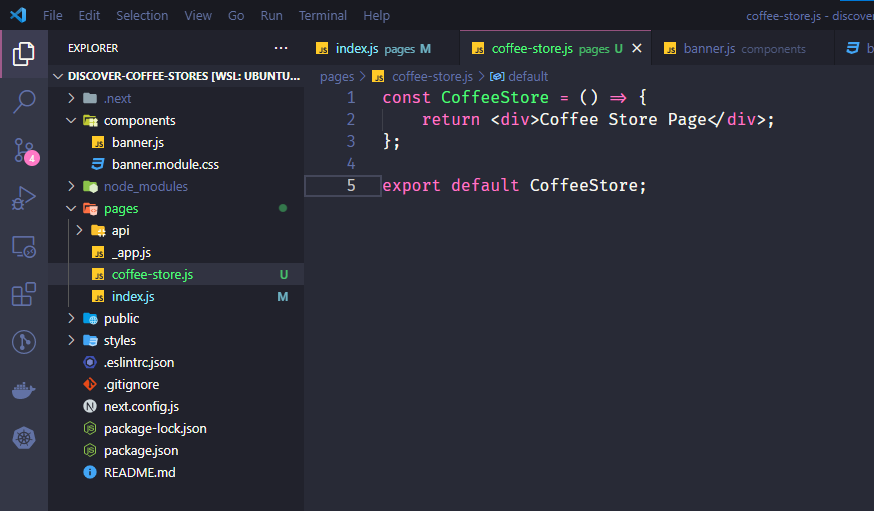 File Edit Selection View Go Run Terminal Help coffee-store.js - discover
EXPLORER ···
index.js pages M coffee-store.js pages U × banner.js components b
DISCOVER-COFFEE-STORES [WSL: UBUNTU...
pages > coffee-store.js > default
.next
components
banner.js
banner.module.css
node_modules
pages
api
_app.js
coffee-store.js U
index.js M
public
styles
.eslintrc.json
.gitignore
next.config.js
package-lock.json
package.json
README.md
4
1 const CoffeeStore = () => {
2 return <div>Coffee Store Page</div>;
3 };
4
5 export default CoffeeStore;